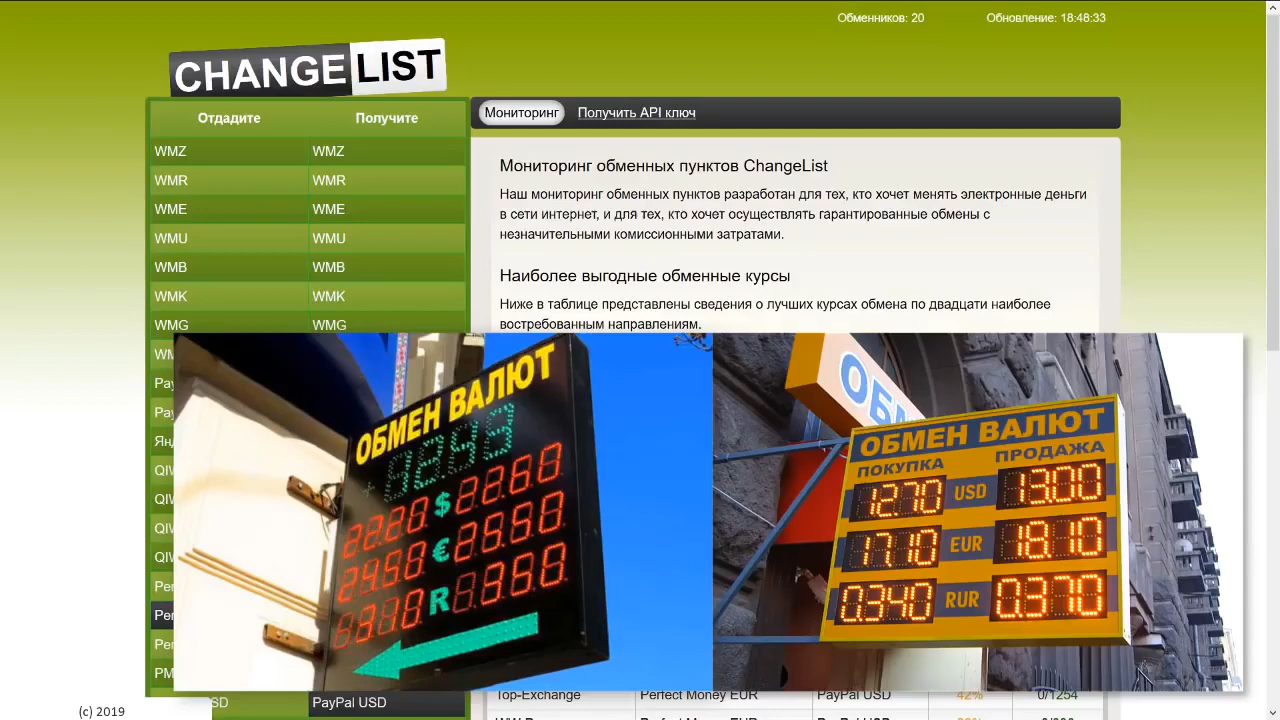 Обменников: 20 Обновление: 18:48:33
CHANGE LIST
Отдадите Получите
Мониторинг Получить API ключ
WMZ WMZ
WMR WMR
WME WME
WMU WMU
WMB WMB
WMK WMK
WMG WMG
Мониторинг обменных пунктов ChangeList
Наш мониторинг обменных пунктов разработан для тех, кто хочет менять электронные деньги
в сети интернет, и для тех, кто хочет осуществлять гарантированные обмены с
незначительными комиссионными затратами.
Наиболее выгодные обменные курсы
Ниже в таблице представлены сведения о лучших курсах обмена по двадцати наиболее
востребованным направлениям.
ОБМЕН ВАЛЮТ
$
€
R
ОБМЕН ВАЛЮТ
ПОКУПКА ПРОДАЖА
12.70 USD 13.00
17.10 EUR 18.10
0.340 RUR 0.370
PayPal USD
Top-Exchange Perfect Money EUR PayPal USD 42% 0/1254
(c) 2019